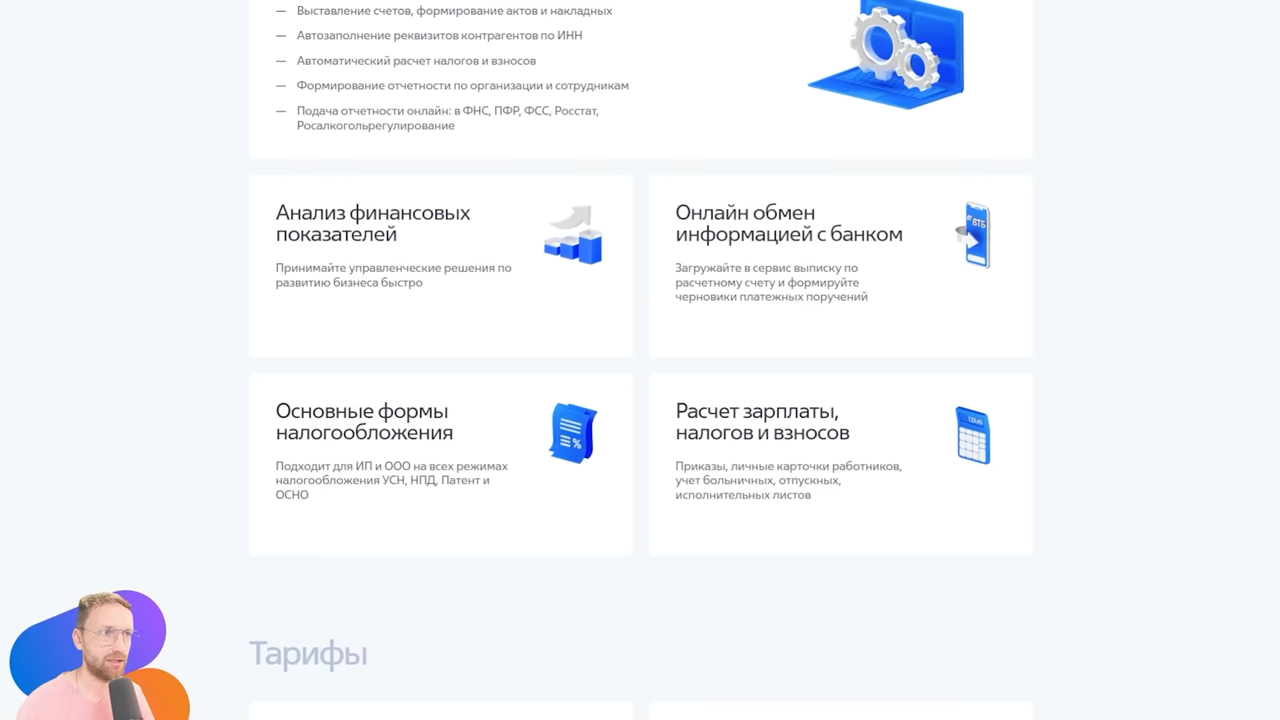 — Выставление счетов, формирование актов и накладных
— Автозаполнение реквизитов контрагентов по ИНН
— Автоматический расчет налогов и взносов
— Формирование отчетности по организации и сотрудникам
— Подача отчетности онлайн: в ФНС, ПФР, ФСС, Росстат,
Росалкогольрегулирование
Анализ финансовых
показателей
Принимайте управленческие решения по
развитию бизнеса быстро
Онлайн обмен
информацией с банком
ВТБ
Загружайте в сервис выписку по
расчетному счету и формируйте
черновики платежных поручений
Основные формы
налогообложения
%
Подходит для ИП и ООО на всех режимах
налогообложения УСН, НПД, Патент и
ОСНО
Расчет зарплаты,
налогов и взносов
Приказы, личные карточки работников,
учет больничных, отпускных,
исполнительных листов
Тарифы